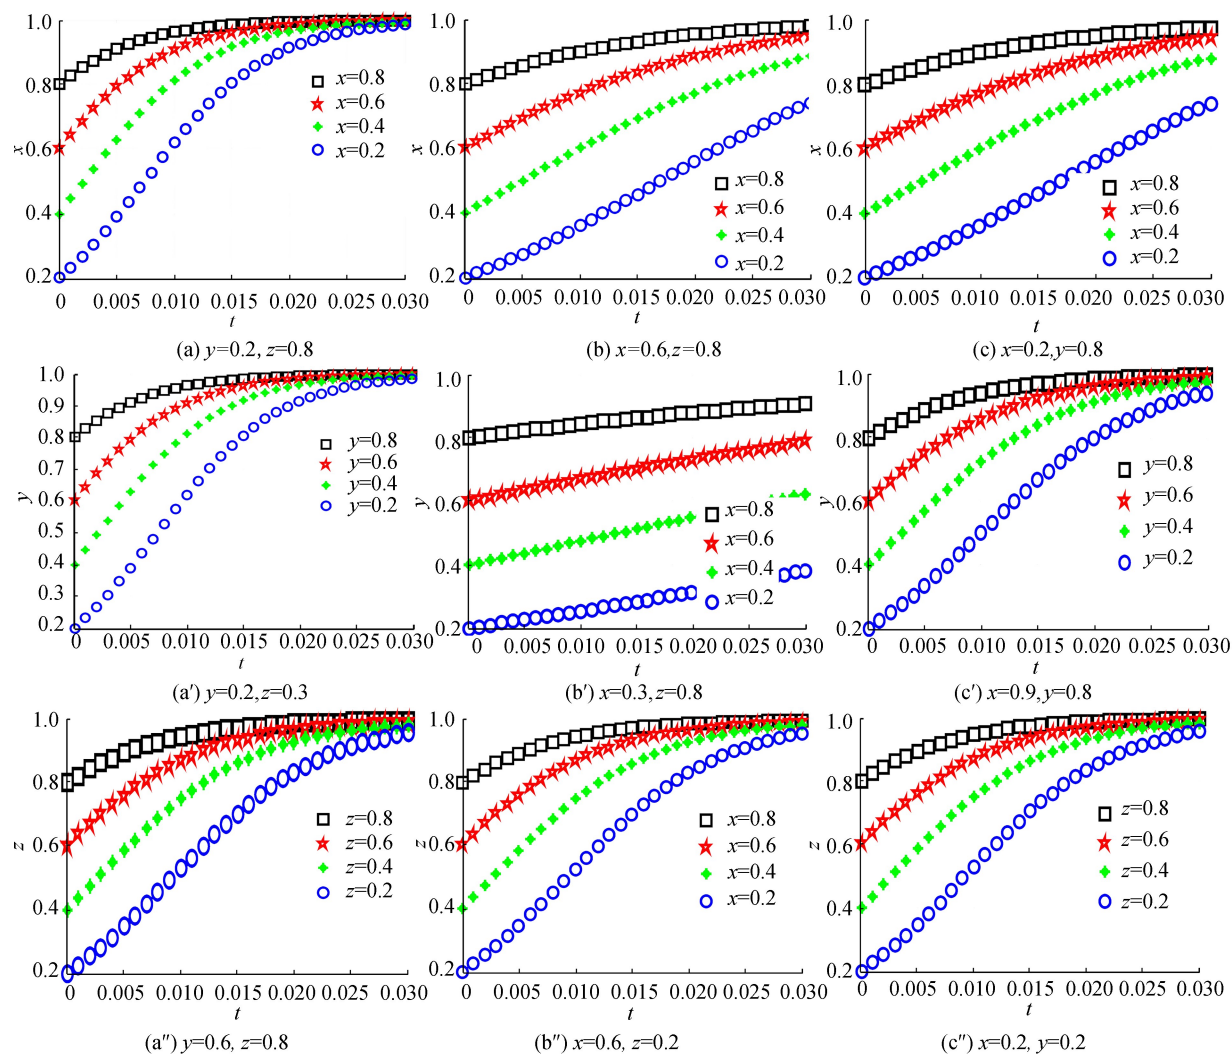 1.0
0.8
0.6
0.4
0.2
x
x=0.8
x=0.6
x=0.4
x=0.2
0 0.005 0.010 0.015 0.020 0.025 0.030
t
(a) y=0.2, z=0.8
1.0
0.8
0.6
0.4
0.2
x
x=0.8
x=0.6
x=0.4
x=0.2
0 0.005 0.010 0.015 0.020 0.025 0.030
t
(b) x=0.6,z=0.8
1.0
0.8
0.6
0.4
0.2
x
x=0.8
x=0.6
x=0.4
x=0.2
0 0.005 0.010 0.015 0.020 0.025 0.030
t
(c) x=0.2,y=0.8
1.0
0.9
0.8
0.7
0.6
0.5
0.4
0.3
0.2
y
y=0.8
y=0.6
y=0.4
y=0.2
0 0.005 0.010 0.015 0.020 0.025 0.030
t
(a′) y=0.2,z=0.3
1.0
0.8
0.6
0.4
0.2
y
x=0.8
x=0.6
x=0.4
x=0.2
0 0.005 0.010 0.015 0.020 0.025 0.030
t
(b′) x=0.3,z=0.8
1.0
0.8
0.6
0.4
0.2
y
y=0.8
y=0.6
y=0.4
y=0.2
0 0.005 0.010 0.015 0.020 0.025 0.030
t
(c′) x=0.9,y=0.8
1.0
0.8
0.6
0.4
0.2
z
z=0.8
z=0.6
z=0.4
z=0.2
0 0.005 0.010 0.015 0.020 0.025 0.030
t
(a″) y=0.6, z=0.8
1.0
0.8
0.6
0.4
0.2
z
x=0.8
x=0.6
x=0.4
x=0.2
0 0.005 0.010 0.015 0.020 0.025 0.030
t
(b″) x=0.6, z=0.2
1.0
0.8
0.6
0.4
0.2
z
z=0.8
z=0.6
z=0.4
z=0.2
0 0.005 0.010 0.015 0.020 0.025 0.030
t
(c″) x=0.2, y=0.2